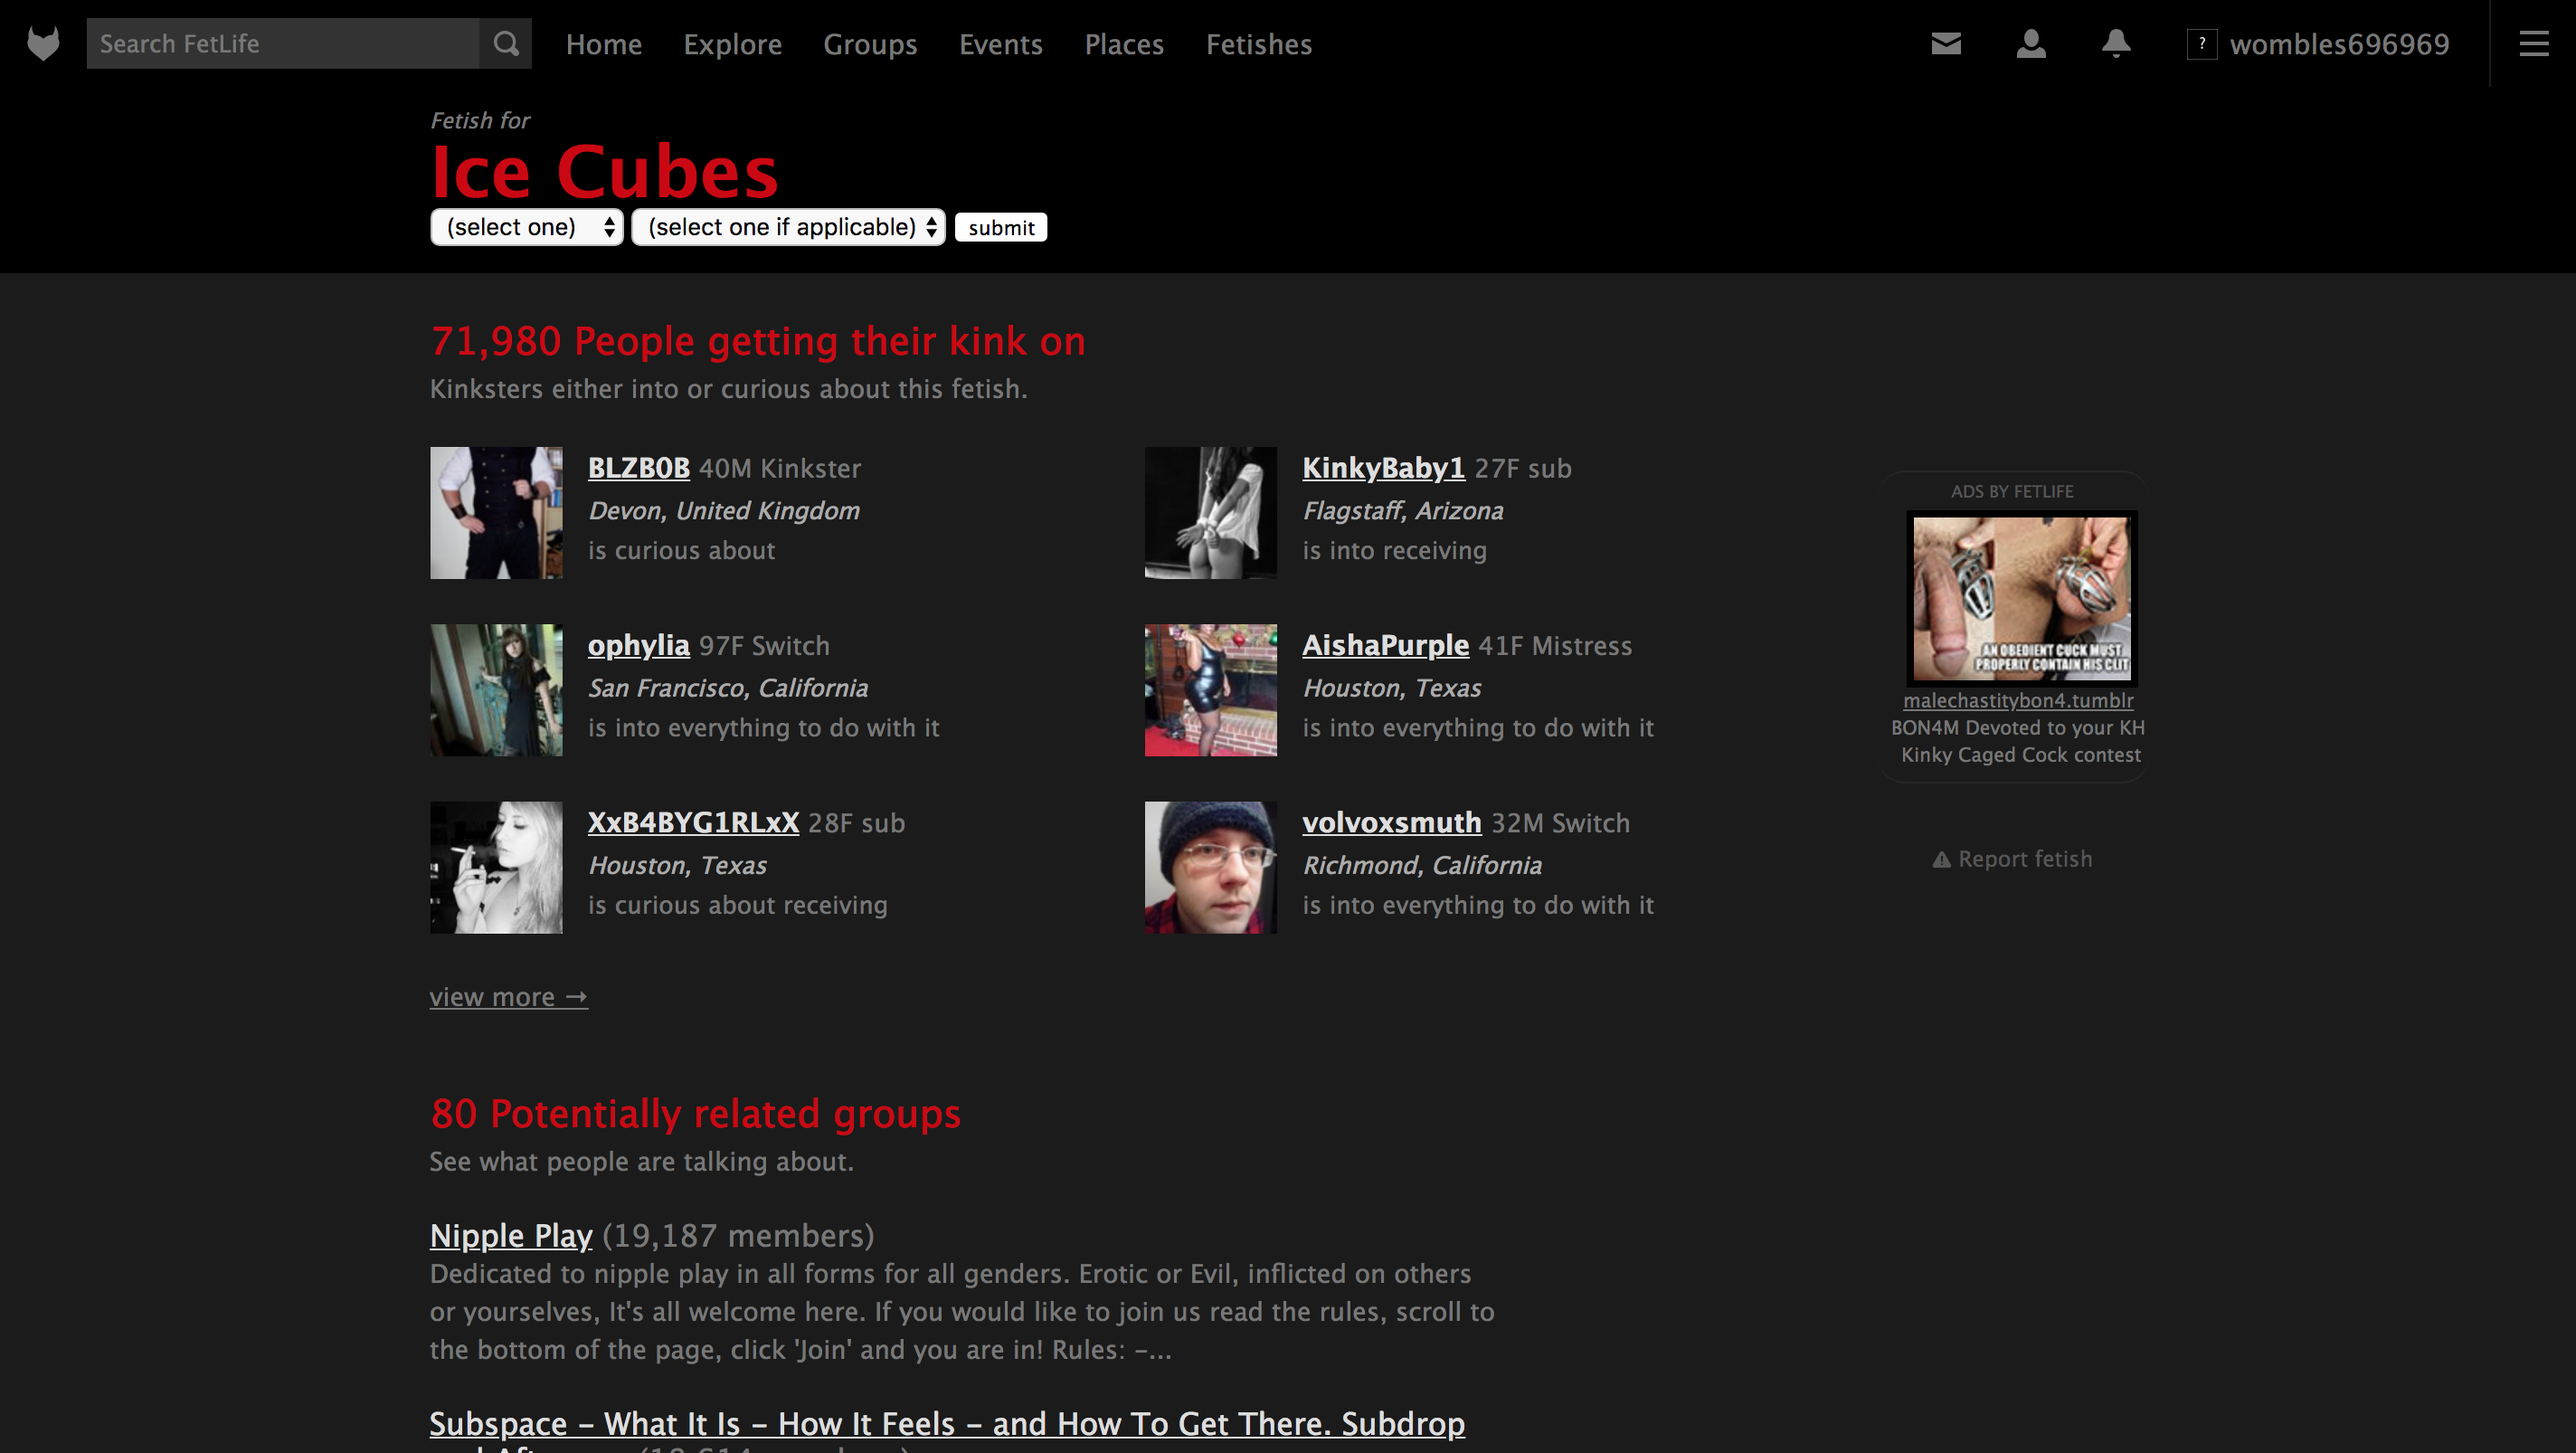 Search FetLife
Home Explore Groups Events Places Fetishes
? wombles696969
Fetish for
Ice Cubes
(select one) (select one if applicable) submit
71,980 People getting their kink on
Kinksters either into or curious about this fetish.
BLZB0B 40M Kinkster
Devon, United Kingdom
is curious about
KinkyBaby1 27F sub
Flagstaff, Arizona
is into receiving
ophylia 97F Switch
San Francisco, California
is into everything to do with it
AishaPurple 41F Mistress
Houston, Texas
is into everything to do with it
XxB4BYG1RLxX 28F sub
Houston, Texas
is curious about receiving
volvoxsmuth 32M Switch
Richmond, California
is into everything to do with it
view more →
ADS BY FETLIFE
AN OBEDIENT CUCK MUST
PROPERLY CONTAIN HIS CLIT
malechastitybon4.tumblr
BON4M Devoted to your KH
Kinky Caged Cock contest
Report fetish
80 Potentially related groups
See what people are talking about.
Nipple Play (19,187 members)
Dedicated to nipple play in all forms for all genders. Erotic or Evil, inflicted on others
or yourselves, It's all welcome here. If you would like to join us read the rules, scroll to
the bottom of the page, click 'Join' and you are in! Rules: -...
Subspace - What It Is - How It Feels - and How To Get There. Subdrop